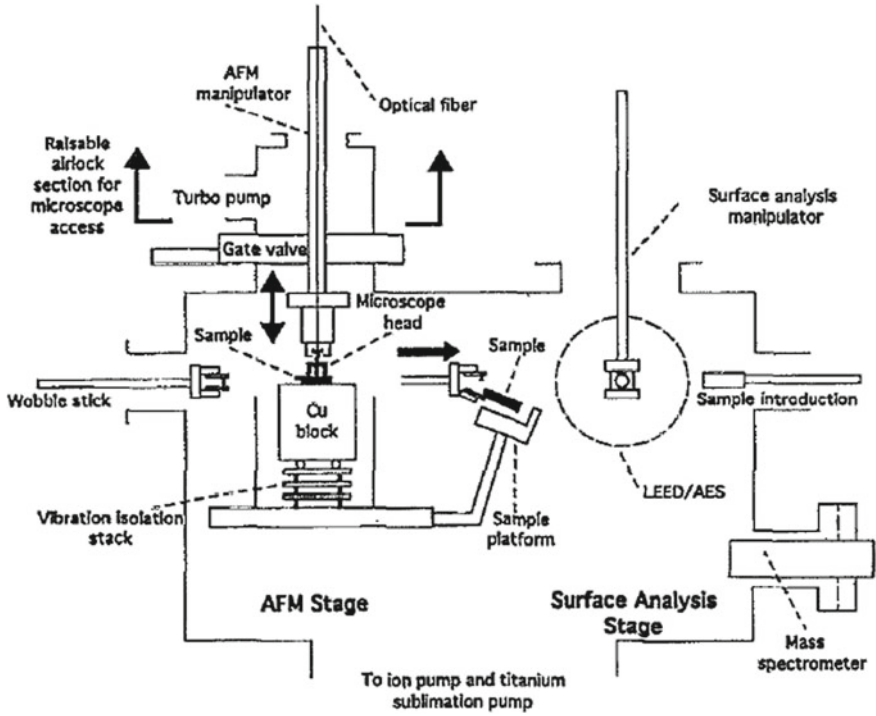 AFM
manipulator
Optical fiber
Raisable
airlock
section for
microscope
access
Turbo pump
Surface analysis
manipulator
Gate valve
Microscope
head
Sample
Sample
Wobble stick
Cu
block
Sample introduction
LEED/AES
Vibration isolation
stack
Sample
platform
AFM Stage
Surface Analysis
Stage
Mass
spectrometer
To ion pump and titanium
sublimation pump